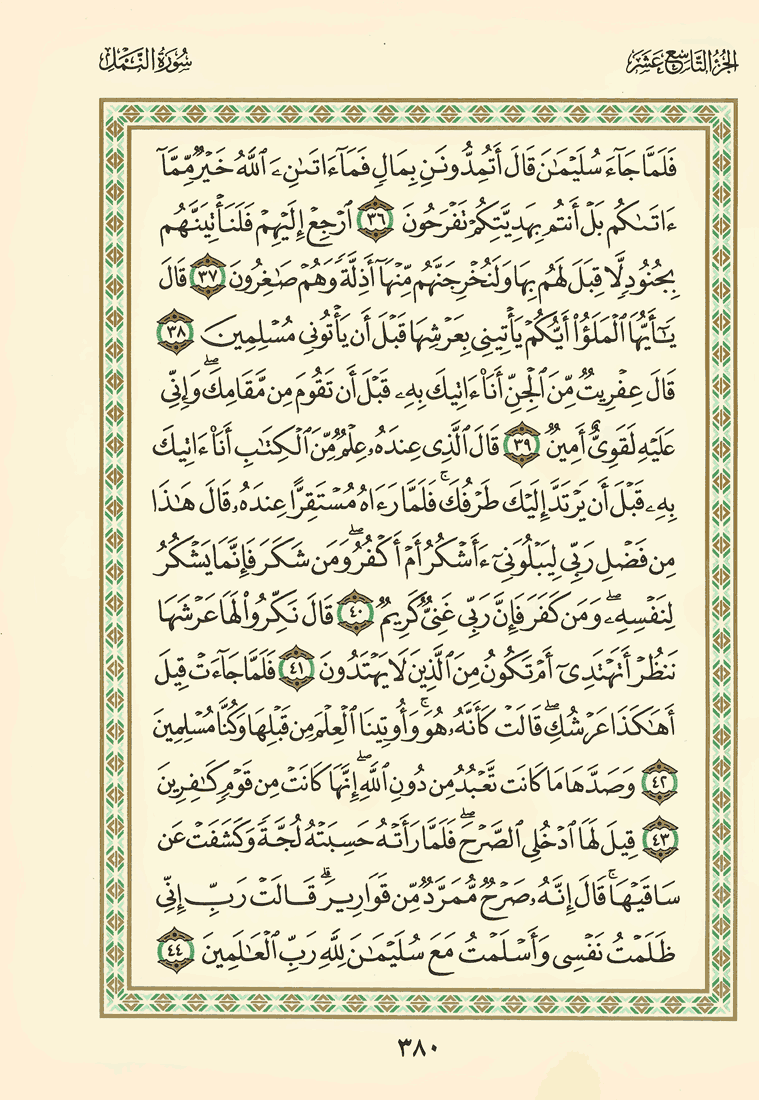 الجزء التاسع عشر
سورة النمل
فَلَمَّا جَآءَ سُلَيْمَـٰنَ قَالَ أَتُمِدُّونَنِ بِمَالٍ فَمَآ ءَاتَىٰنِۦَ ٱللَّهُ خَيْرٌ مِّمَّآ
ءَاتَىٰكُم بَلْ أَنتُم بِهَدِيَّتِكُمْ تَفْرَحُونَ ٣٦ ٱرْجِعْ إِلَيْهِمْ فَلَنَأْتِيَنَّهُم
بِجُنُودٍ لَّا قِبَلَ لَهُم بِهَا وَلَنُخْرِجَنَّهُم مِّنْهَآ أَذِلَّةً وَهُمْ صَـٰغِرُونَ ٣٧ قَالَ
يَـٰٓأَيُّهَا ٱلْمَلَؤُا۟ أَيُّكُمْ يَأْتِينِى بِعَرْشِهَا قَبْلَ أَن يَأْتُونِى مُسْلِمِينَ ٣٨
قَالَ عِفْرِيتٌ مِّنَ ٱلْجِنِّ أَنَا۠ ءَاتِيكَ بِهِۦ قَبْلَ أَن تَقُومَ مِن مَّقَامِكَ ۖ وَإِنِّى
عَلَيْهِ لَقَوِىٌّ أَمِينٌ ٣٩ قَالَ ٱلَّذِى عِندَهُۥ عِلْمٌ مِّنَ ٱلْكِتَـٰبِ أَنَا۠ ءَاتِيكَ
بِهِۦ قَبْلَ أَن يَرْتَدَّ إِلَيْكَ طَرْفُكَ ۚ فَلَمَّا رَءَاهُ مُسْتَقِرًّا عِندَهُۥ قَالَ هَـٰذَا
مِن فَضْلِ رَبِّى لِيَبْلُوَنِىٓ ءَأَشْكُرُ أَمْ أَكْفُرُ ۖ وَمَن شَكَرَ فَإِنَّمَا يَشْكُرُ
لِنَفْسِهِۦ ۖ وَمَن كَفَرَ فَإِنَّ رَبِّى غَنِىٌّ كَرِيمٌ ٤٠ قَالَ نَكِّرُوا۟ لَهَا عَرْشَهَا
نَنظُرْ أَتَهْتَدِىٓ أَمْ تَكُونُ مِنَ ٱلَّذِينَ لَا يَهْتَدُونَ ٤١ فَلَمَّا جَآءَتْ قِيلَ
أَهَـٰكَذَا عَرْشُكِ ۖ قَالَتْ كَأَنَّهُۥ هُوَ ۚ وَأُوتِينَا ٱلْعِلْمَ مِن قَبْلِهَا وَكُنَّا مُسْلِمِينَ
٤٢ وَصَدَّهَا مَا كَانَت تَّعْبُدُ مِن دُونِ ٱللَّهِ ۖ إِنَّهَا كَانَتْ مِن قَوْمٍ كَـٰفِرِينَ
٤٣ قِيلَ لَهَا ٱدْخُلِى ٱلصَّرْحَ ۖ فَلَمَّا رَأَتْهُ حَسِبَتْهُ لُجَّةً وَكَشَفَتْ عَن
سَاقَيْهَا ۚ قَالَ إِنَّهُۥ صَرْحٌ مُّمَرَّدٌ مِّن قَوَارِيرَ ۗ قَالَتْ رَبِّ إِنِّى
ظَلَمْتُ نَفْسِى وَأَسْلَمْتُ مَعَ سُلَيْمَـٰنَ لِلَّهِ رَبِّ ٱلْعَـٰلَمِينَ ٤٤
٣٨٠